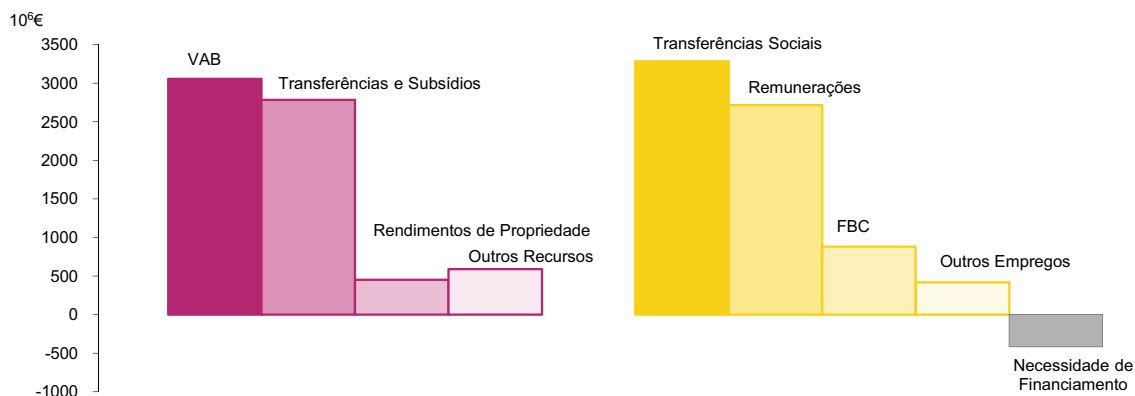 10⁶€
3500
3000
2500
2000
1500
1000
500
0
-500
-1000
VAB
Transferências e Subsídios
Rendimentos de Propriedade
Outros Recursos
Transferências Sociais
Remunerações
FBC
Outros Empregos
Necessidade de
Financiamento